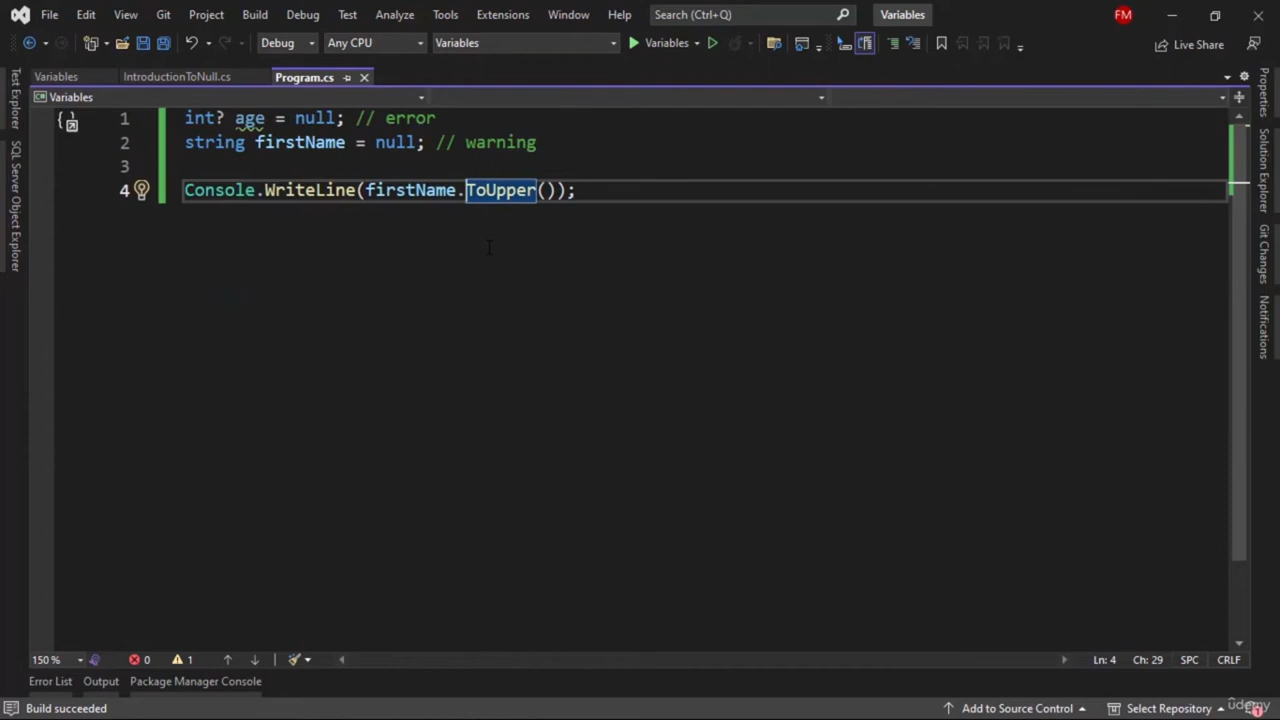 File Edit View Git Project Build Debug Test Analyze Tools Extensions Window Help Search (Ctrl+Q) Variables FM
Debug Any CPU Variables Variables Live Share
Variables IntroductionToNull.cs Program.cs
Variables
1 int? age = null; // error
2 string firstName = null; // warning
3
4 Console.WriteLine(firstName.ToUpper());
Test Explorer
SQL Server Object Explorer
Properties
Solution Explorer
Git Changes
Notifications
150 % 0 1 Ln: 4 Ch: 29 SPC CRLF
Error List Output Package Manager Console
Build succeeded Add to Source Control Select Repository 1
udemy